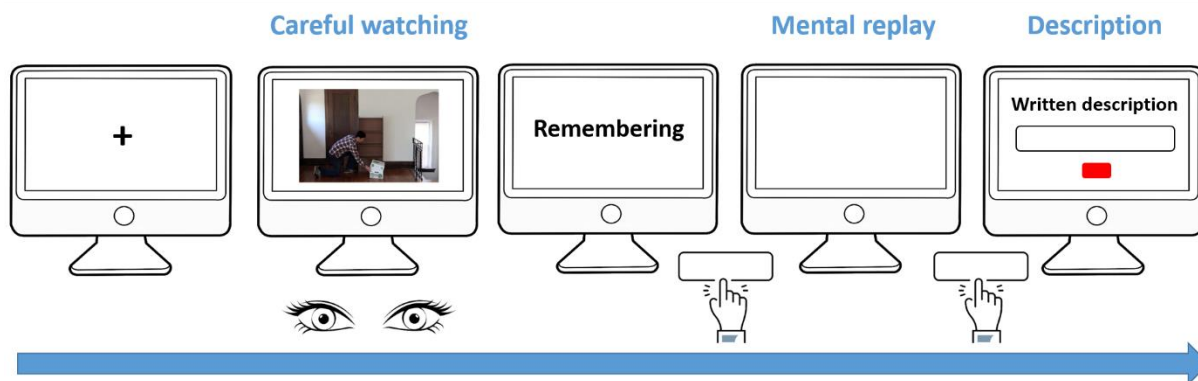 Careful watching
Mental replay
Description
+
Remembering
Written description